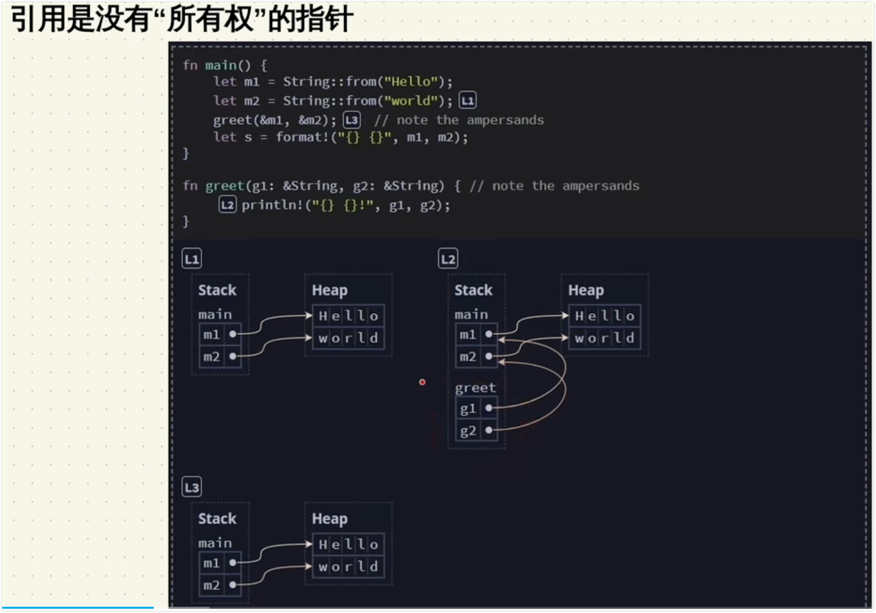 引用是没有“所有权”的指针
fn main() {
    let m1 = String::from("Hello");
    let m2 = String::from("world"); L1
    greet(&m1, &m2); L3 // note the ampersands
    let s = format!("{} {}", m1, m2);
}
fn greet(g1: &String, g2: &String) { // note the ampersands
    L2 println!("{} {}!", g1, g2);
}
L1
Stack Heap
main
m1 Hello
m2 world
L2
Stack Heap
main
m1 Hello
m2 world
greet
g1
g2
L3
Stack Heap
main
m1 Hello
m2 world